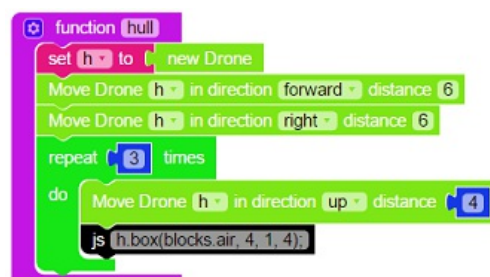 function hull
set h to new Drone
Move Drone h in direction forward distance 6
Move Drone h in direction right distance 6
repeat 3 times
do Move Drone h in direction up distance 4
js h.box(blocks.air, 4, 1, 4);